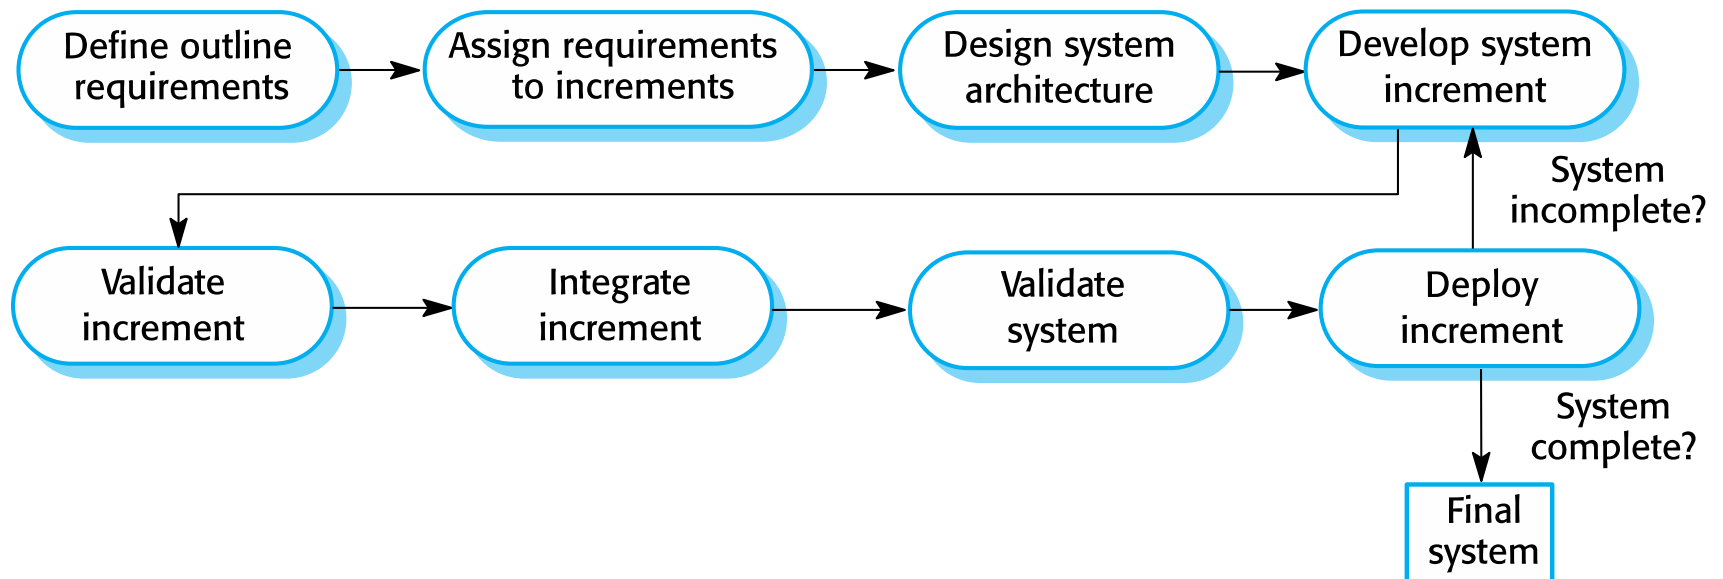 Define outline
requirements
Assign requirements
to increments
Design system
architecture
Develop system
increment
System
incomplete?
Validate
increment
Integrate
increment
Validate
system
Deploy
increment
System
complete?
Final
system